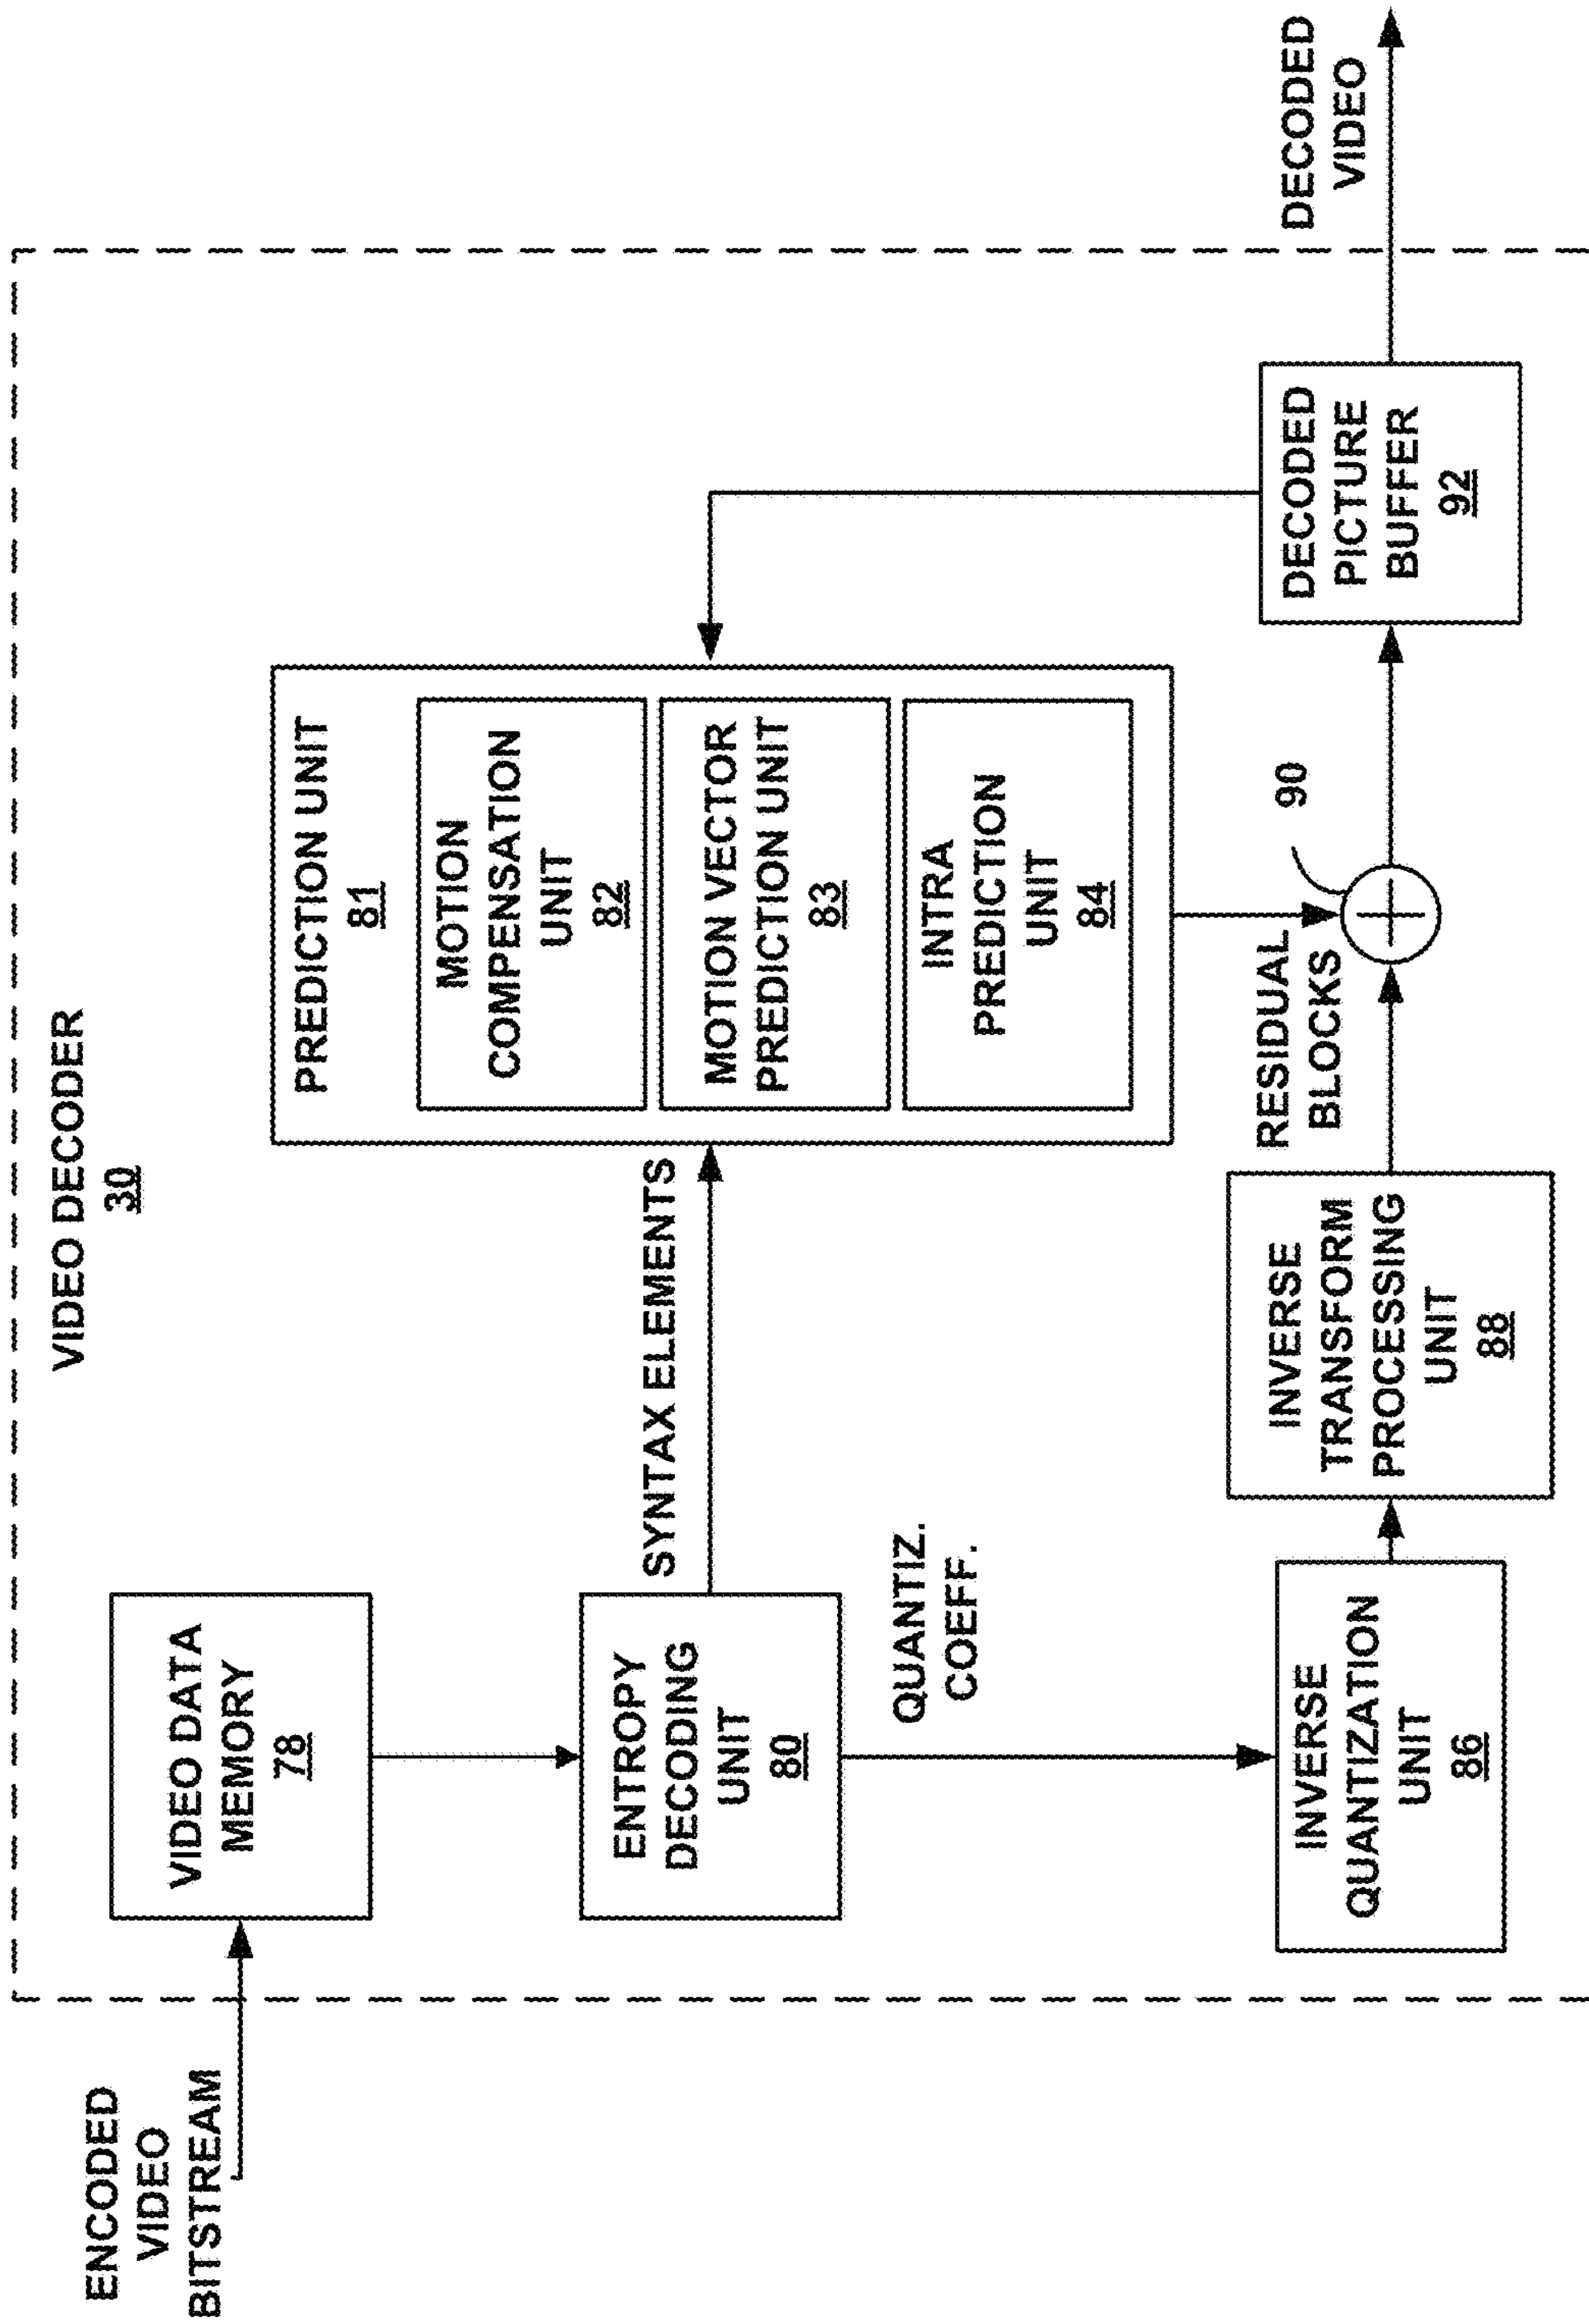 VIDEO DECODER
30
ENCODED
VIDEO
BITSTREAM
VIDEO DATA
MEMORY
78
ENTROPY
DECODING
UNIT
80
SYNTAX ELEMENTS
QUANTIZ.
COEFF.
PREDICTION UNIT
81
MOTION
COMPENSATION
UNIT
82
MOTION VECTOR
PREDICTION UNIT
83
INTRA
PREDICTION
UNIT
84
INVERSE
QUANTIZATION
UNIT
86
INVERSE
TRANSFORM
PROCESSING
UNIT
88
RESIDUAL
BLOCKS
90
DECODED
PICTURE
BUFFER
92
DECODED
VIDEO